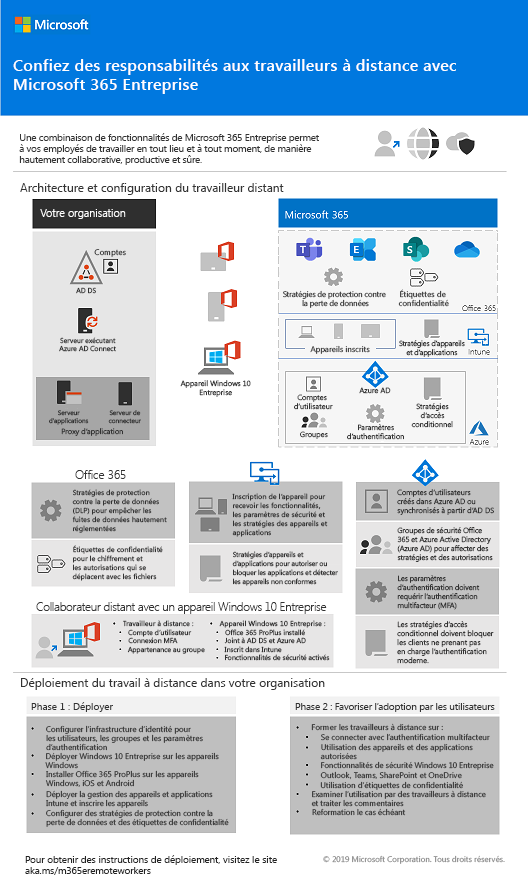 Microsoft
Confiez des responsabilités aux travailleurs à distance avec
Microsoft 365 Entreprise
Une combinaison de fonctionnalités de Microsoft 365 Entreprise permet
à vos employés de travailler en tout lieu et à tout moment, de manière
hautement collaborative, productive et sûre.
Architecture et configuration du travailleur distant
Votre organisation
Comptes
AD DS
Serveur exécutant
Azure AD Connect
Serveur
d'applications
Serveur de
connecteur
Proxy d'application
Appareil Windows 10
Entreprise
Microsoft 365
Stratégies de protection contre
la perte de données
Étiquettes de
confidentialité
Office 365
Appareils inscrits
Stratégies d'appareils
et d'applications
Intune
Azure AD
Comptes
d'utilisateur
Groupes
Paramètres
d'authentification
Stratégies
d'accès
conditionnel
Azure
Office 365
Stratégies de protection
contre la perte de données
(DLP) pour empêcher les
fuites de données hautement
réglementées
Étiquettes de confidentialité
pour le chiffrement et
les autorisations qui se
déplacent avec les fichiers
Inscription de l'appareil pour
recevoir les fonctionnalités,
les paramètres de sécurité et
les stratégies des appareils et
applications
Stratégies d'appareils et
d'applications pour autoriser ou
bloquer les applications et détecter
les appareils non conformes
Comptes d'utilisateurs
créés dans Azure AD ou
synchronisés à partir d'AD DS
Groupes de sécurité Office
365 et Azure Active Directory
(Azure AD) pour affecter des
stratégies et des autorisations
Les paramètres
d'authentification doivent
requérir l'authentification
multifacteur (MFA)
Les stratégies d'accès
conditionnel doivent bloquer
les clients ne prenant pas
en charge l'authentification
moderne.
Collaborateur distant avec un appareil Windows 10 Entreprise
• Travailleur à distance :
• Compte d'utilisateur
• Connexion MFA
• Appartenance au groupe
• Appareil Windows 10 Entreprise :
• Office 365 ProPlus installé
• Joint à AD DS et Azure AD
• Inscrit dans Intune
• Fonctionnalités de sécurité activés
Déploiement du travail à distance dans votre organisation
Phase 1 : Déployer
• Configurer l'infrastructure d'identité pour
les utilisateurs, les groupes et les paramètres
d'authentification
• Déployer Windows 10 Entreprise sur les appareils
Windows
• Installer Office 365 ProPlus sur les appareils
Windows, iOS et Android
• Déployer la gestion des appareils et applications
Intune et inscrire les appareils
• Configurer des stratégies de protection contre la
perte de données et des étiquettes de confidentialité
Phase 2 : Favoriser l'adoption par les utilisateurs
• Former les travailleurs à distance sur :
• Se connecter avec l'authentification multifacteur
• Utilisation des appareils et des applications
autorisées
• Fonctionnalités de sécurité Windows 10 Entreprise
• Outlook, Teams, SharePoint et OneDrive
• Utilisation d'étiquettes de confidentialité
• Examiner l'utilisation par des travailleurs à distance
et traiter les commentaires
• Reformation le cas échéant
Pour obtenir des instructions de déploiement, visitez le site
aka.ms/m365eremoteworkers
© 2019 Microsoft Corporation. Tous droits réservés.